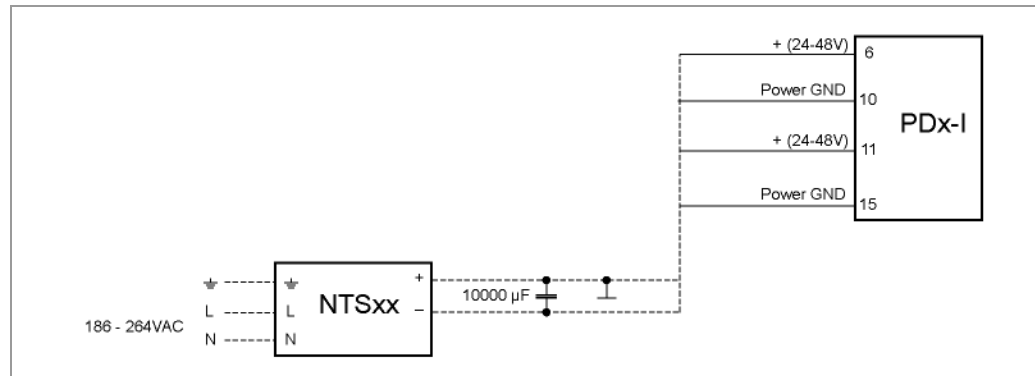 + (24-48V)
6
Power GND
10
PDx-I
+ (24-48V)
11
Power GND
15
+
NTSxx
10000 µF
L
L
–
186 - 264VAC
N
N